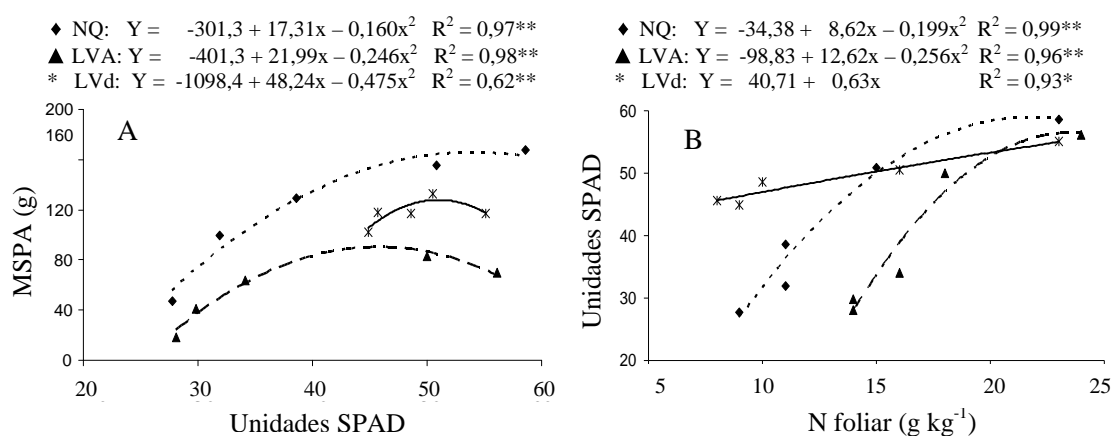 ♦ NQ: Y = -301,3 + 17,31x – 0,160x² R² = 0,97**
▲ LVA: Y = -401,3 + 21,99x – 0,246x² R² = 0,98**
* LVd: Y = -1098,4 + 48,24x – 0,475x² R² = 0,62**
A
200
160
120
80
40
0
20 30 40 50 60
MSPA (g)
Unidades SPAD
♦ NQ: Y = -34,38 + 8,62x – 0,199x² R² = 0,99**
▲ LVA: Y = -98,83 + 12,62x – 0,256x² R² = 0,96**
* LVd: Y = 40,71 + 0,63x R² = 0,93*
B
60
50
40
30
20
5 10 15 20
Unidades SPAD
N foliar (g kg⁻¹)